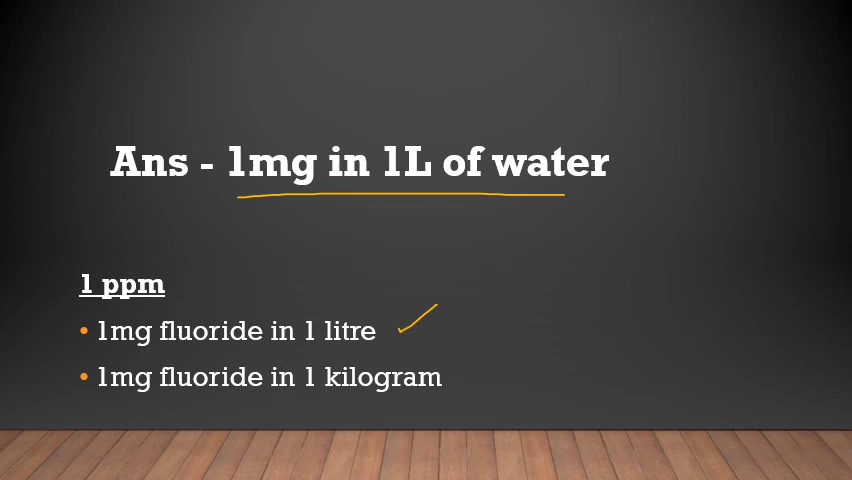 Ans - 1mg in 1L of water
1 ppm
• 1mg fluoride in 1 litre
• 1mg fluoride in 1 kilogram